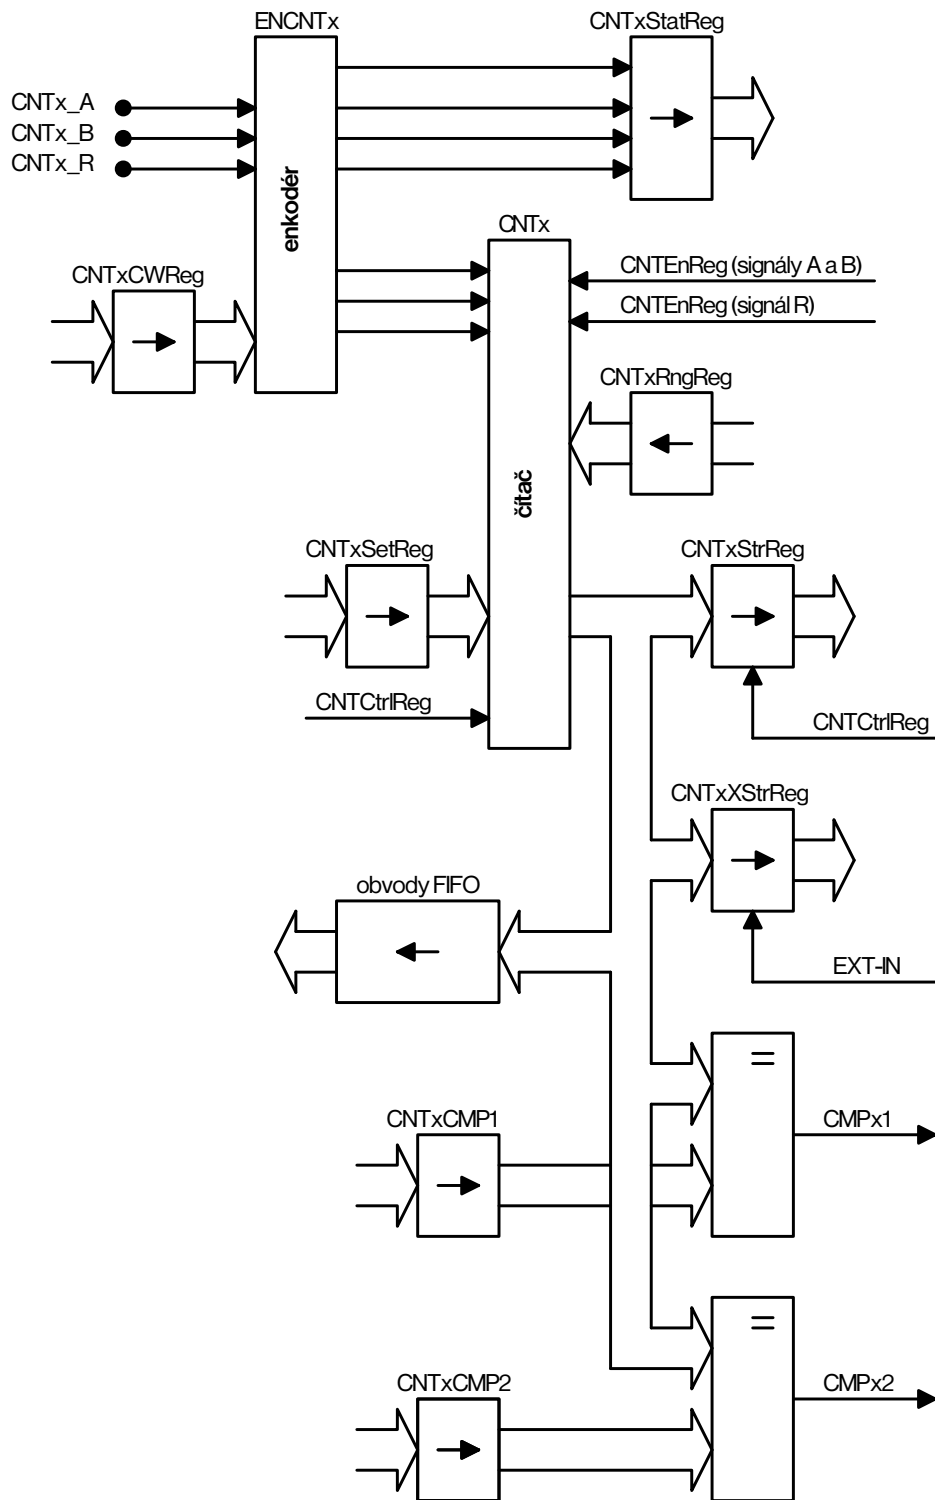 ENCNTx
CNTxStatReg
CNTx_A
CNTx_B
CNTx_R
enkodér
CNTx
CNTEnReg (signály A a B)
CNTxCWReg
CNTEnReg (signál R)
CNTxRngReg
čítač
CNTxSetReg
CNTxStrReg
CNTCtrlReg
CNTCtrlReg
CNTxXStrReg
obvody FIFO
EXT-IN
=
CNTxCMP1
CMPx1
=
CNTxCMP2
CMPx2